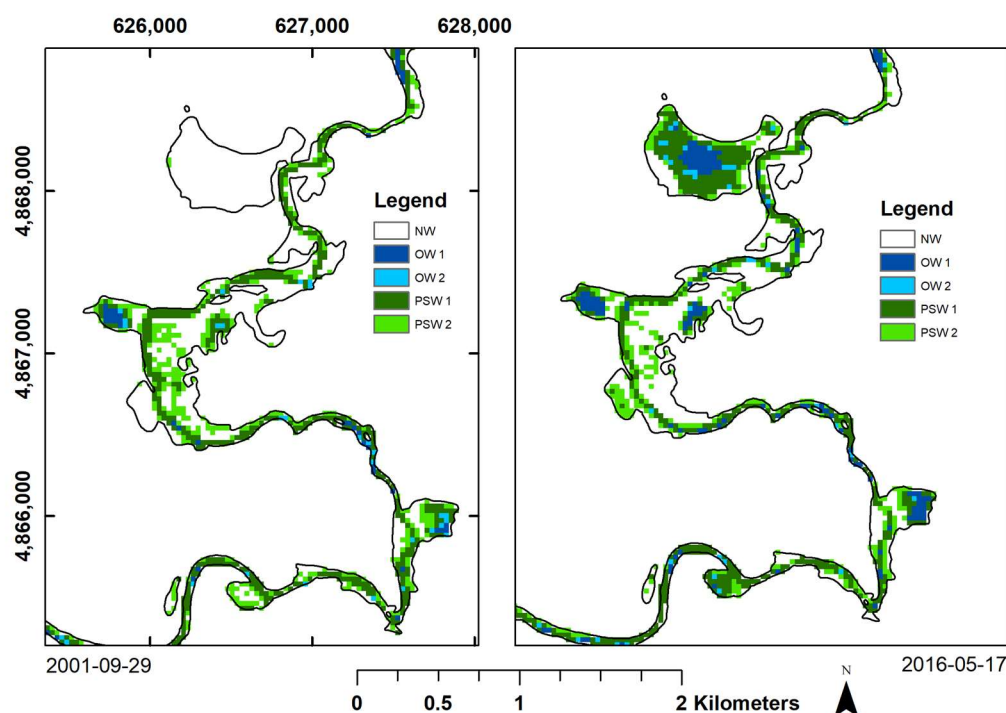 626,000 627,000 628,000
4,868,000
4,867,000
4,866,000
Legend
NW
OW 1
OW 2
PSW 1
PSW 2
Legend
NW
OW 1
OW 2
PSW 1
PSW 2
2001-09-29
2016-05-17
N
0 0.5 1 2 Kilometers